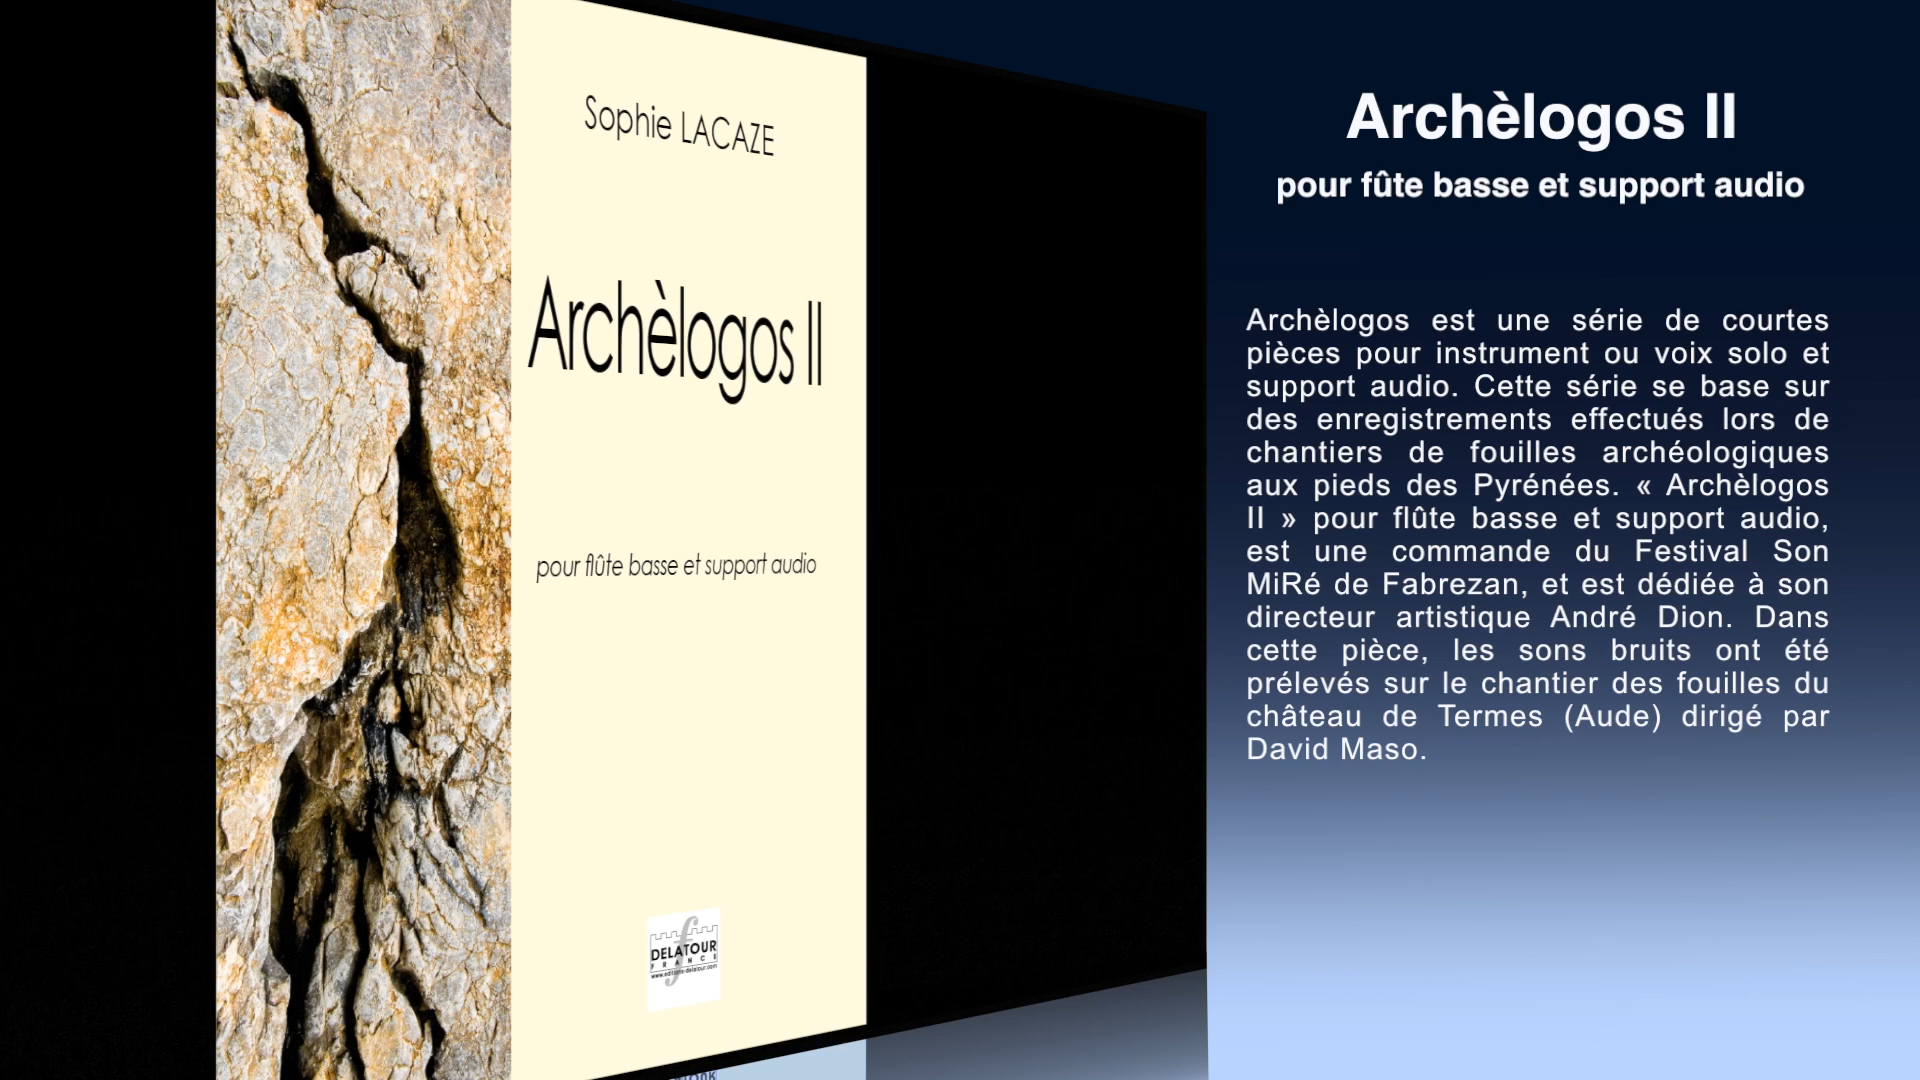 Sophie LACAZE
Archèlogos II
pour flûte basse et support audio
DELATOUR
FRANCE
www.editions-delatour.com
Archèlogos II
pour fûte basse et support audio
Archèlogos est une série de courtes
pièces pour instrument ou voix solo et
support audio. Cette série se base sur
des enregistrements effectués lors de
chantiers de fouilles archéologiques
aux pieds des Pyrénées. « Archèlogos
II » pour flûte basse et support audio,
est une commande du Festival Son
MiRé de Fabrezan, et est dédiée à son
directeur artistique André Dion. Dans
cette pièce, les sons bruits ont été
prélevés sur le chantier des fouilles du
château de Termes (Aude) dirigé par
David Maso.